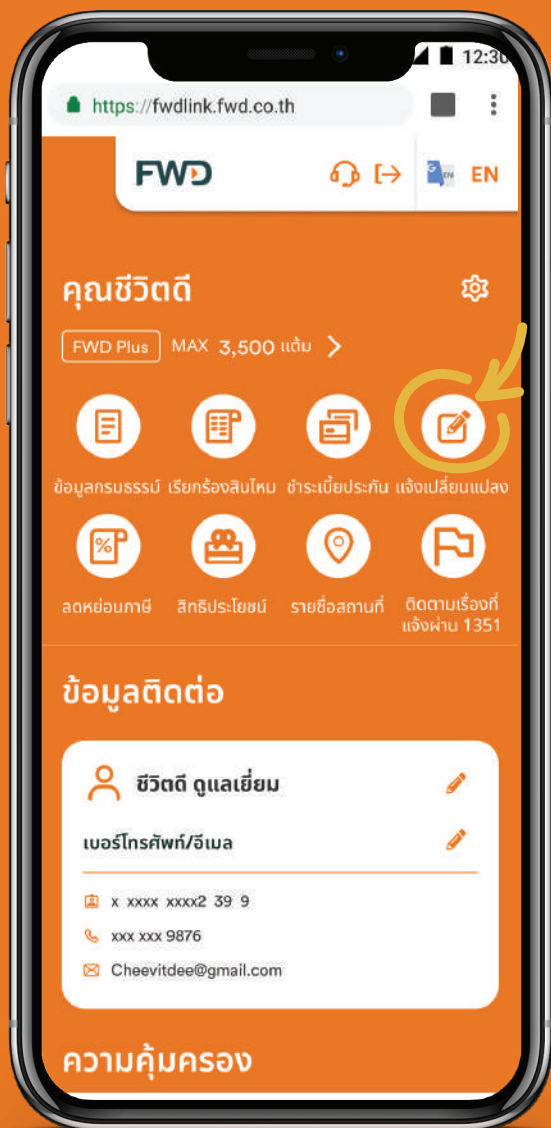 12:30
https://fwdlink.fwd.co.th
FWD EN
คุณชีวิตดี
FWD Plus MAX 3,500 แต้ม
ข้อมูลกรมธรรม์ เรียกร้องสินไหม ชำระเบี้ยประกัน แจ้งเปลี่ยนแปลง
ลดหย่อนภาษี สิทธิประโยชน์ รายชื่อสถานที่ ติดตามเรื่องที่
แจ้งผ่าน 1351
ข้อมูลติดต่อ
ชีวิตดี ดูแลเยี่ยม
เบอร์โทรศัพท์/อีเมล
x xxxx xxxx2 39 9
xxx xxx 9876
Cheevitdee@gmail.com
ความคุ้มครอง